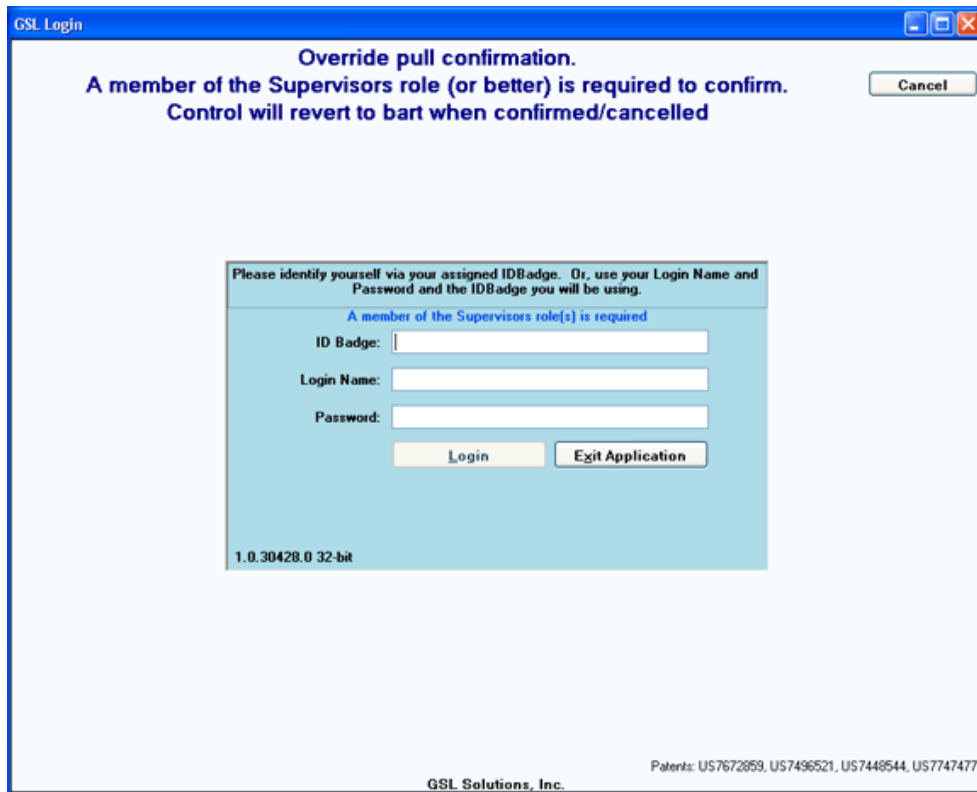 GSL Login
Override pull confirmation.
A member of the Supervisors role (or better) is required to confirm.
Control will revert to bart when confirmed/cancelled
Cancel
Please identify yourself via your assigned IDBadge.  Or, use your Login Name and
Password and the IDBadge you will be using.
A member of the Supervisors role(s) is required
ID Badge:
Login Name:
Password:
Login
Exit Application
1.0.30428.0 32-bit
Patents: US7672859, US7496521, US7448544, US7747477
GSL Solutions, Inc.